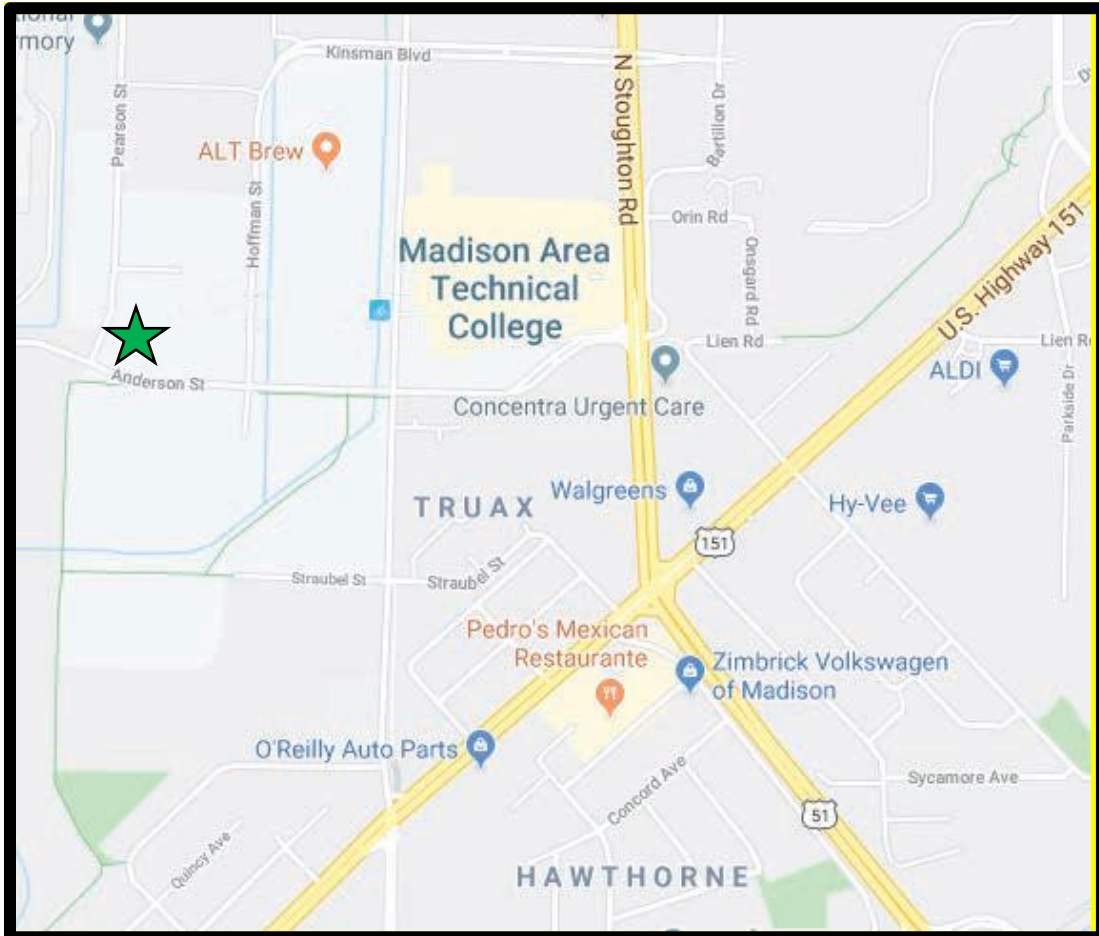 Kinsman Blvd
Pearson St
N Stoughton Rd
Bartillon Dr
ALT Brew
Hoffman St
Orin Rd
Onsgard Rd
U.S. Highway 151
Madison Area
Technical
College
Lien Rd
Lien Rd
ALDI
Parkside Dr
Anderson St
Concentra Urgent Care
Walgreens
Hy-Vee
TRUAX
151
Straubel St
Straubel St
Pedro's Mexican
Restaurante
Zimbrick Volkswagen
of Madison
O'Reilly Auto Parts
Sycamore Ave
Concord Ave
51
Quincy Ave
HAWTHORNE